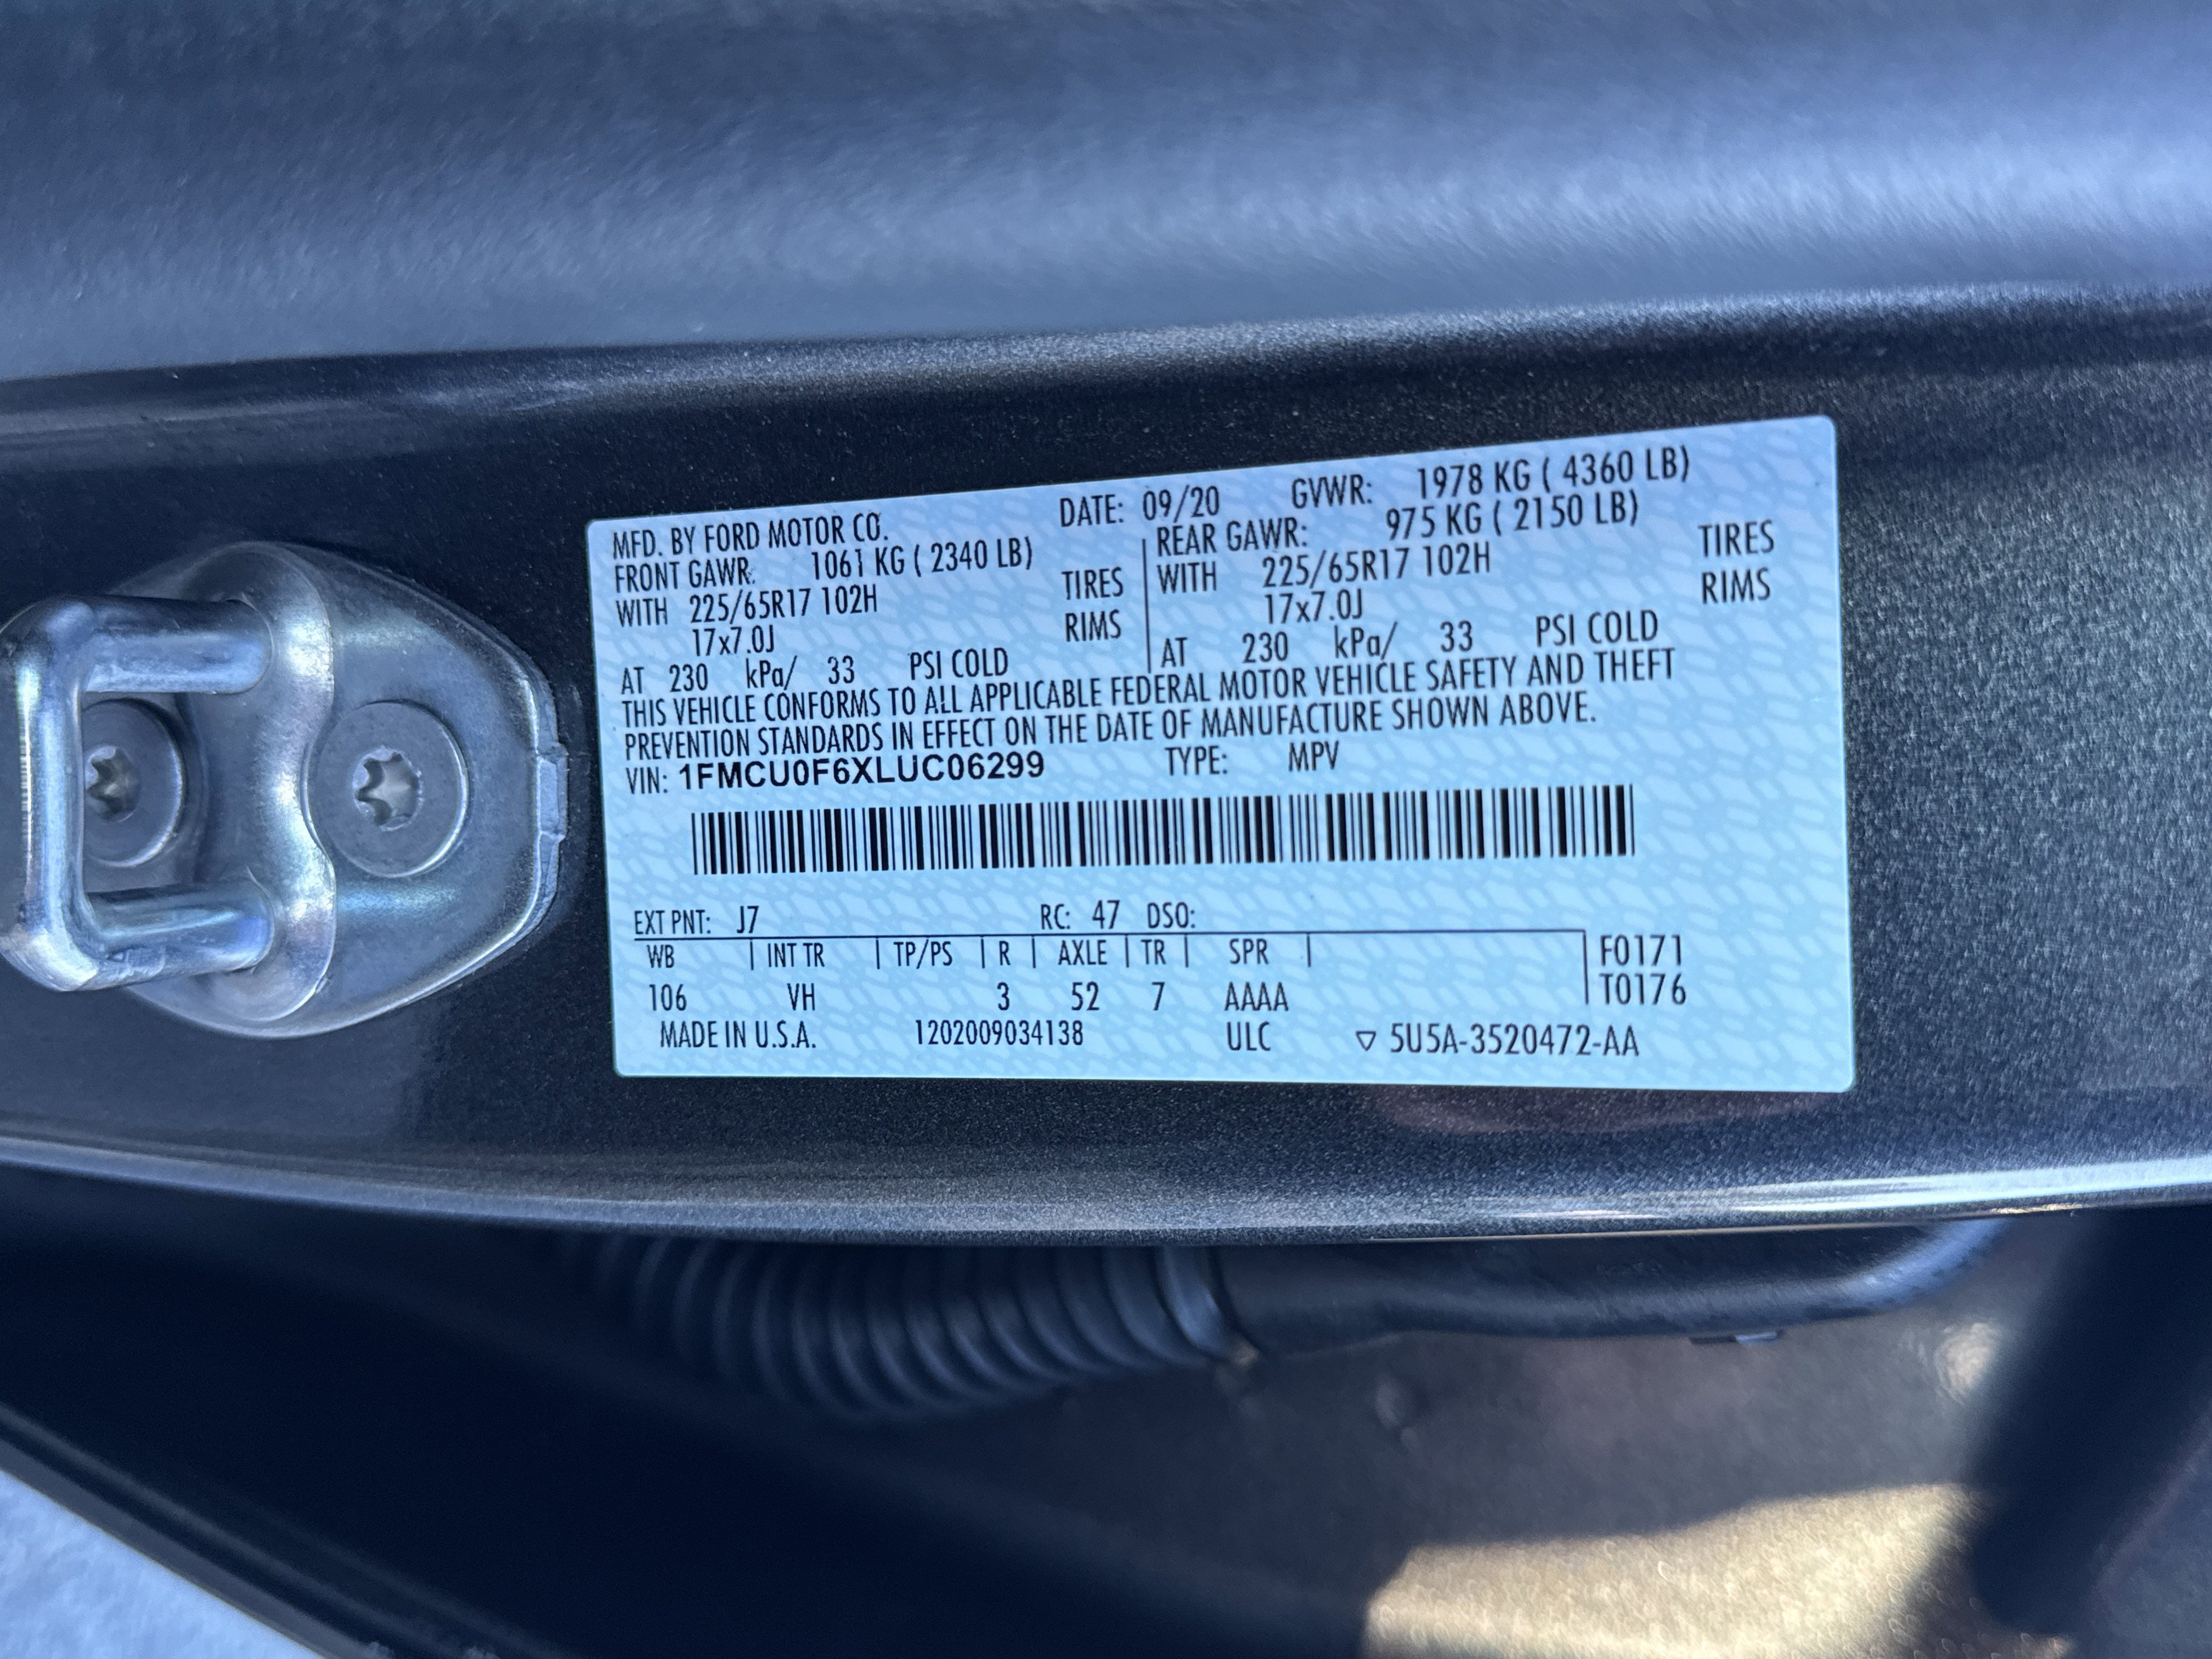 MFD. BY FORD MOTOR CO. DATE: 09/20 GVWR: 1978 KG ( 4360 LB)
FRONT GAWR: 1061 KG ( 2340 LB) REAR GAWR: 975 KG ( 2150 LB)
WITH 225/65R17 102H TIRES WITH 225/65R17 102H TIRES
17x7.0J RIMS 17x7.0J RIMS
AT 230 kPa/ 33 PSI COLD AT 230 kPa/ 33 PSI COLD
THIS VEHICLE CONFORMS TO ALL APPLICABLE FEDERAL MOTOR VEHICLE SAFETY AND THEFT
PREVENTION STANDARDS IN EFFECT ON THE DATE OF MANUFACTURE SHOWN ABOVE.
VIN: 1FMCU0F6XLUC06299 TYPE: MPV
EXT PNT: J7 RC: 47 DSO:
WB | INT TR | TP/PS | R | AXLE | TR | SPR | F0171
106 VH 3 52 7 AAAA T0176
MADE IN U.S.A. 1202009034138 ULC ▽ 5U5A-3520472-AA